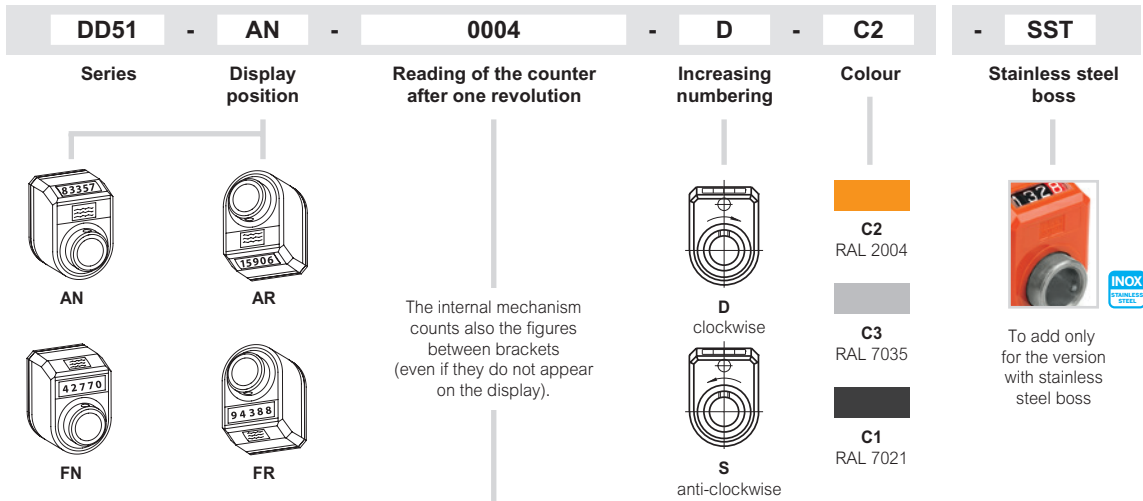 DD51 - AN - 0004 - D - C2 - SST
Series
Display
position
Reading of the counter
after one revolution
Increasing
numbering
Colour
Stainless steel
boss
83357
AN
15906
AR
42770
FN
94388
FR
The internal mechanism
counts also the figures
between brackets
(even if they do not appear
on the display).
D
clockwise
S
anti-clockwise
C2
RAL 2004
C3
RAL 7035
C1
RAL 7021
1328
INOX
STAINLESS
STEEL
To add only
for the version
with stainless
steel boss